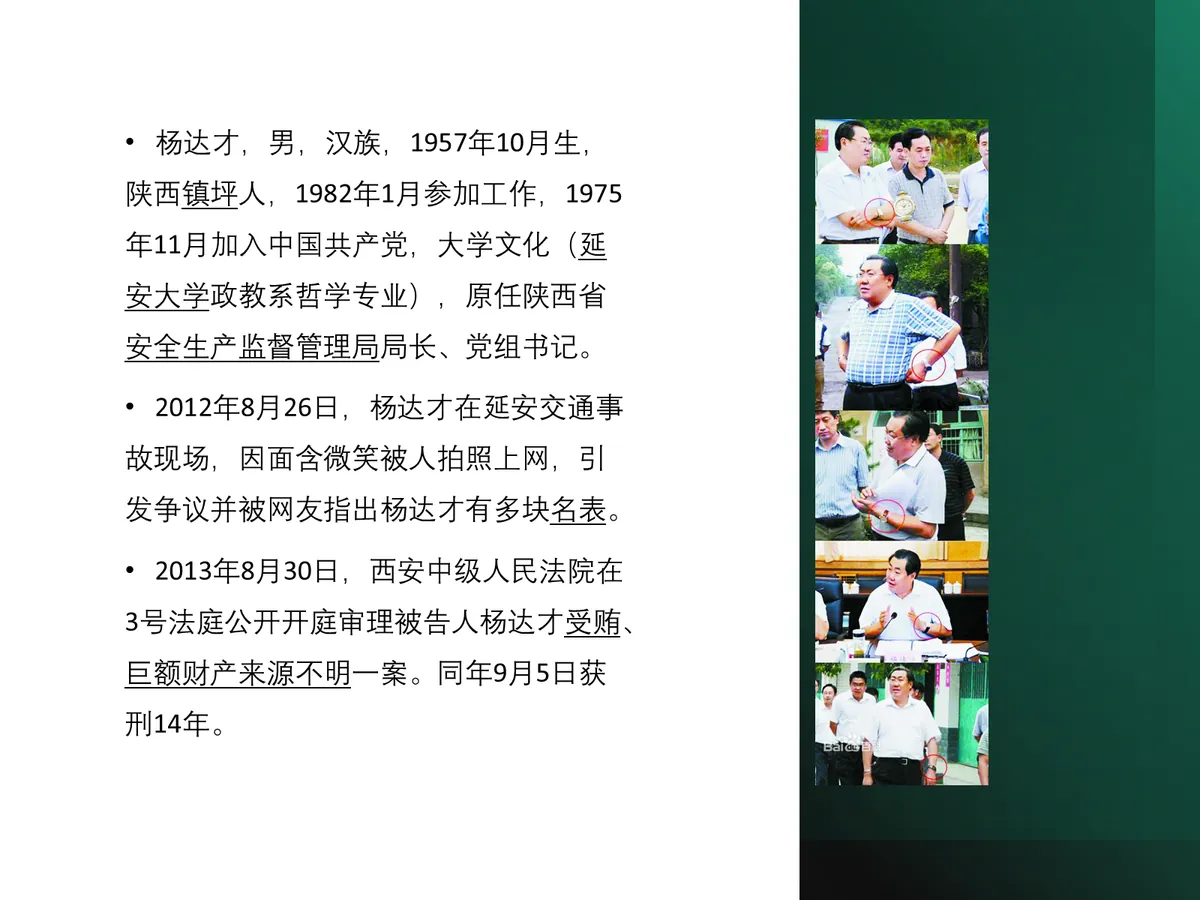 • 杨达才，男，汉族，1957年10月生，
陕西镇坪人，1982年1月参加工作，1975
年11月加入中国共产党，大学文化（延
安大学政教系哲学专业），原任陕西省
安全生产监督管理局局长、党组书记。
• 2012年8月26日，杨达才在延安交通事
故现场，因面含微笑被人拍照上网，引
发争议并被网友指出杨达才有多块名表。
• 2013年8月30日，西安中级人民法院在
3号法庭公开开庭审理被告人杨达才受贿、
巨额财产来源不明一案。同年9月5日获
刑14年。
Bai